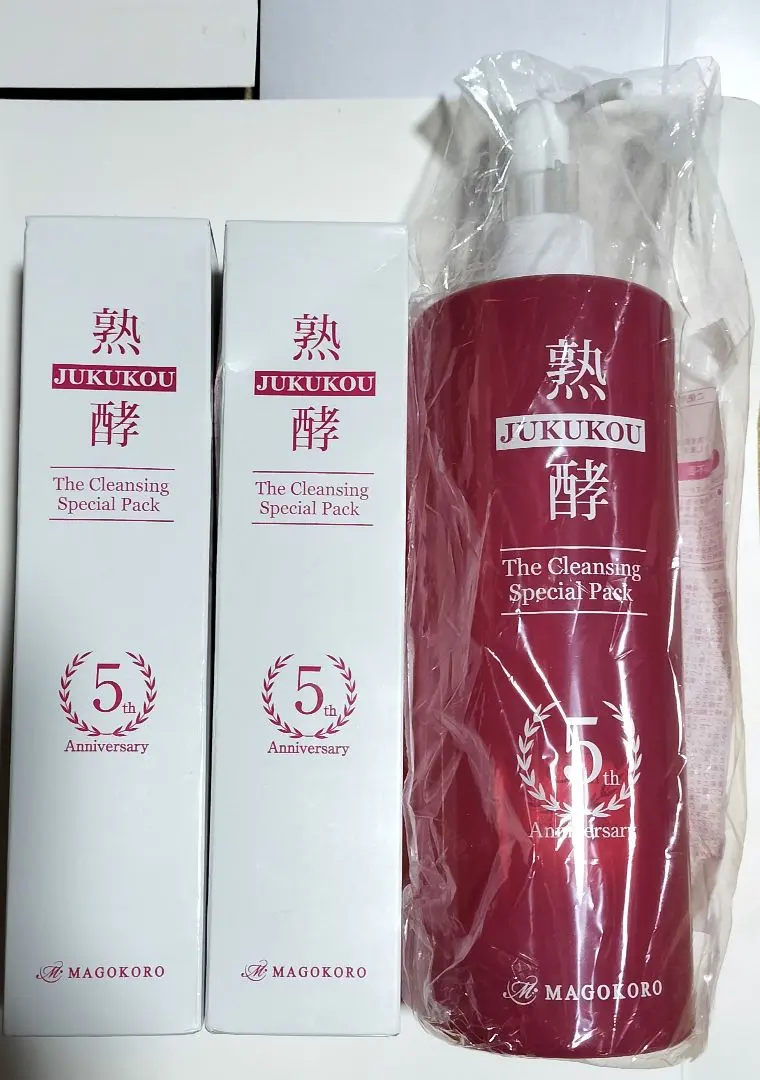 熟
JUKUKOU
酵
The Cleansing
Special Pack
5th
Anniversary
M MAGOKORO
熟
JUKUKOU
酵
The Cleansing
Special Pack
5th
Anniversary
M MAGOKORO
熟
JUKUKOU
酵
The Cleansing
Special Pack
5th
Anniversary
M MAGOKORO